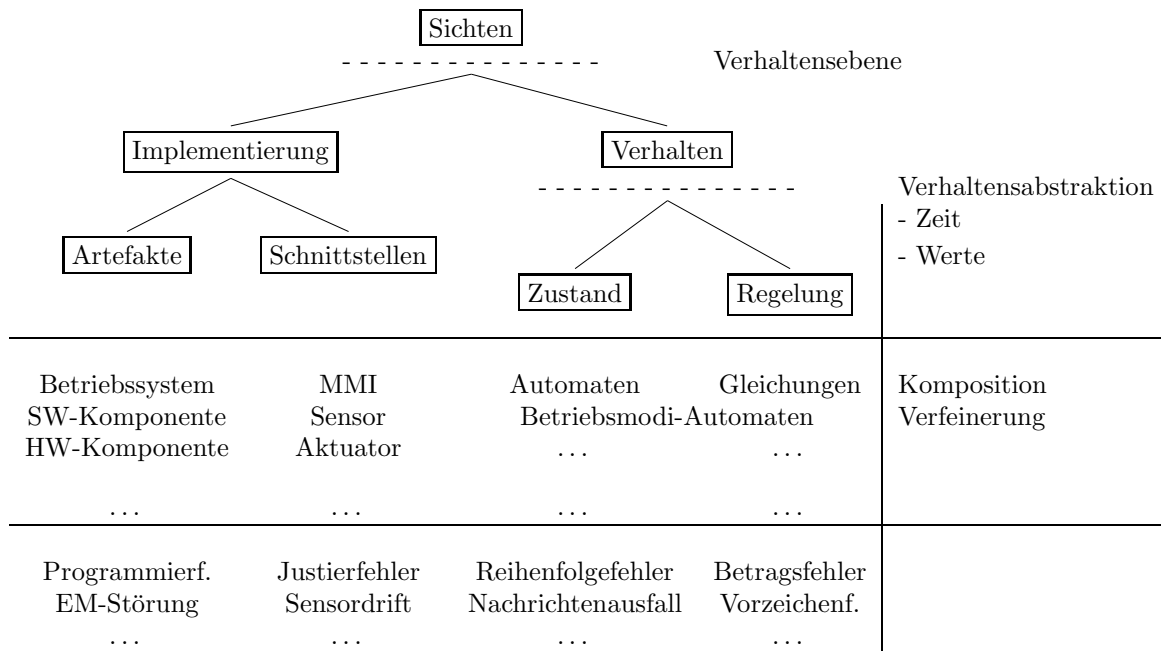 Sichten
- - - - - - - - - - - - - - - Verhaltensebene
Implementierung Verhalten
- - - - - - - - - - - - - - - Verhaltensabstraktion
- Zeit
Artefakte Schnittstellen - Werte
Zustand Regelung
Betriebssystem MMI Automaten Gleichungen Komposition
SW-Komponente Sensor Betriebsmodi-Automaten Verfeinerung
HW-Komponente Aktuator . . . . . .
. . . . . . . . . . . .
Programmierf. Justierfehler Reihenfolgefehler Betragsfehler
EM-Störung Sensordrift Nachrichtenausfall Vorzeichenf.
. . . . . . . . . . . .